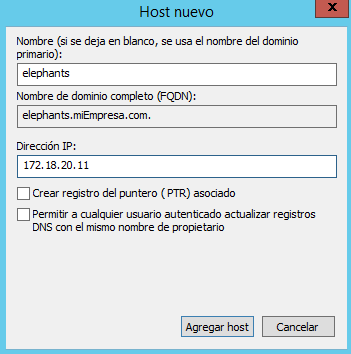 Host nuevo
x
Nombre (si se deja en blanco, se usa el nombre del dominio
primario):
elephants
Nombre de dominio completo (FQDN):
elephants.miEmpresa.com.
Dirección IP:
172.18.20.11
Crear registro del puntero (PTR) asociado
Permitir a cualquier usuario autenticado actualizar registros
DNS con el mismo nombre de propietario
Agregar host
Cancelar